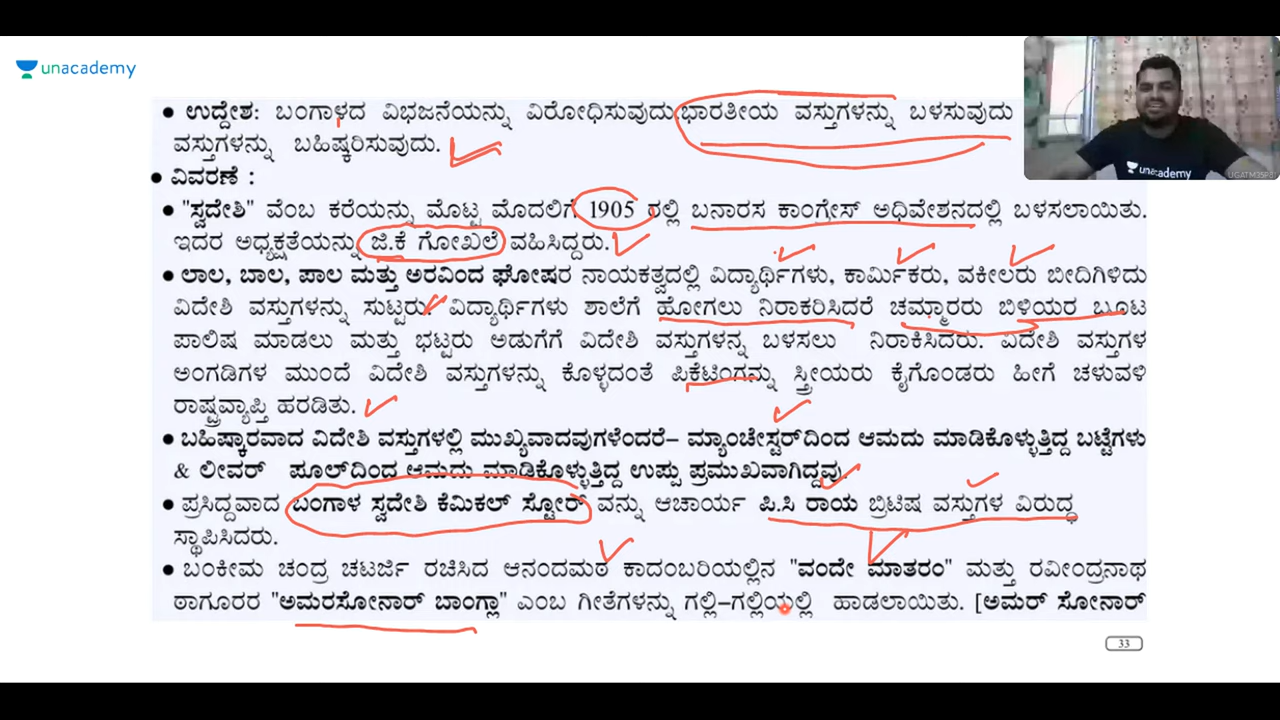 unacademy
• ಉದ್ದೇಶ: ಬಂಗಾಳದ ವಿಭಜನೆಯನ್ನು ವಿರೋಧಿಸುವುದು ಭಾರತೀಯ ವಸ್ತುಗಳನ್ನು ಬಳಸುವುದು
ವಸ್ತುಗಳನ್ನು ಬಹಿಷ್ಕರಿಸುವುದು.
• ವಿವರಣೆ :
• "ಸ್ವದೇಶಿ" ವೆಂಬ ಕರೆಯನ್ನು ಮೊಟ್ಟ ಮೊದಲಿಗೆ 1905 ರಲ್ಲಿ ಬನಾರಸ ಕಾಂಗ್ರೇಸ್ ಅಧಿವೇಶನದಲ್ಲಿ ಬಳಸಲಾಯಿತು.
ಇದರ ಅಧ್ಯಕ್ಷತೆಯನ್ನು ಜಿ.ಕೆ ಗೋಖಲೆ ವಹಿಸಿದ್ದರು.
• ಲಾಲ, ಬಾಲ, ಪಾಲ ಮತ್ತು ಅರವಿಂದ ಘೋಷರ ನಾಯಕತ್ವದಲ್ಲಿ ವಿದ್ಯಾರ್ಥಿಗಳು, ಕಾರ್ಮಿಕರು, ವಕೀಲರು ಬೀದಿಗಿಳಿದು
ವಿದೇಶಿ ವಸ್ತುಗಳನ್ನು ಸುಟ್ಟರು. ವಿದ್ಯಾರ್ಥಿಗಳು ಶಾಲೆಗೆ ಹೋಗಲು ನಿರಾಕರಿಸಿದರೆ ಚಮ್ಮಾರರು ಬಿಳಿಯರ ಬೂಟ
ಪಾಲಿಷ ಮಾಡಲು ಮತ್ತು ಭಟ್ಟರು ಅಡುಗೆಗೆ ವಿದೇಶಿ ವಸ್ತುಗಳನ್ನ ಬಳಸಲು ನಿರಾಕಿಸಿದರು. ವಿದೇಶಿ ವಸ್ತುಗಳ
ಅಂಗಡಿಗಳ ಮುಂದೆ ವಿದೇಶಿ ವಸ್ತುಗಳನ್ನು ಕೊಳ್ಳದಂತೆ ಪಿಕೆಟಿಂಗನ್ನು ಸ್ತ್ರೀಯರು ಕೈಗೊಂಡರು ಹೀಗೆ ಚಳುವಳಿ
ರಾಷ್ಟ್ರವ್ಯಾಪ್ತಿ ಹರಡಿತು.
• ಬಹಿಷ್ಕಾರವಾದ ವಿದೇಶಿ ವಸ್ತುಗಳಲ್ಲಿ ಮುಖ್ಯವಾದವುಗಳೆಂದರೆ– ಮ್ಯಾಂಚೇಸ್ಟರ್‌ದಿಂದ ಆಮದು ಮಾಡಿಕೊಳ್ಳುತ್ತಿದ್ದ ಬಟ್ಟೆಗಳು
& ಲೀವರ್ ಪೂಲ್‌ದಿಂದ ಆಮದು ಮಾಡಿಕೊಳ್ಳುತ್ತಿದ್ದ ಉಪ್ಪು ಪ್ರಮುಖವಾಗಿದ್ದವು.
• ಪ್ರಸಿದ್ದವಾದ ಬಂಗಾಳ ಸ್ವದೇಶಿ ಕೆಮಿಕಲ್ ಸ್ಟೋರ್ ವನ್ನು ಆಚಾರ್ಯ ಪಿ.ಸಿ ರಾಯ ಬ್ರಿಟಿಷ ವಸ್ತುಗಳ ವಿರುದ್ಧ
ಸ್ಥಾಪಿಸಿದರು.
• ಬಂಕೀಮ ಚಂದ್ರ ಚಟರ್ಜಿ ರಚಿಸಿದ ಆನಂದಮಠ ಕಾದಂಬರಿಯಲ್ಲಿನ "ವಂದೇ ಮಾತರಂ" ಮತ್ತು ರವೀಂದ್ರನಾಥ
ಠಾಗೂರರ "ಅಮರಸೋನಾರ್ ಬಾಂಗ್ಲಾ" ಎಂಬ ಗೀತೆಗಳನ್ನು ಗಲ್ಲಿ–ಗಲ್ಲಿಯಲ್ಲಿ ಹಾಡಲಾಯಿತು. [ಅಮರ್ ಸೋನಾರ್
33
unacademy